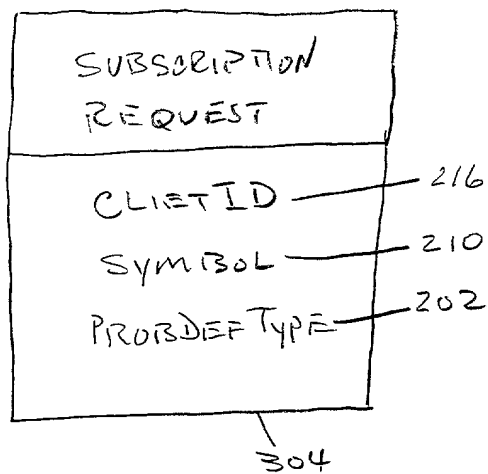 SUBSCRIPTION
REQUEST
CLIETID 216
SYMBOL 210
PROBDEFTYPE 202
304